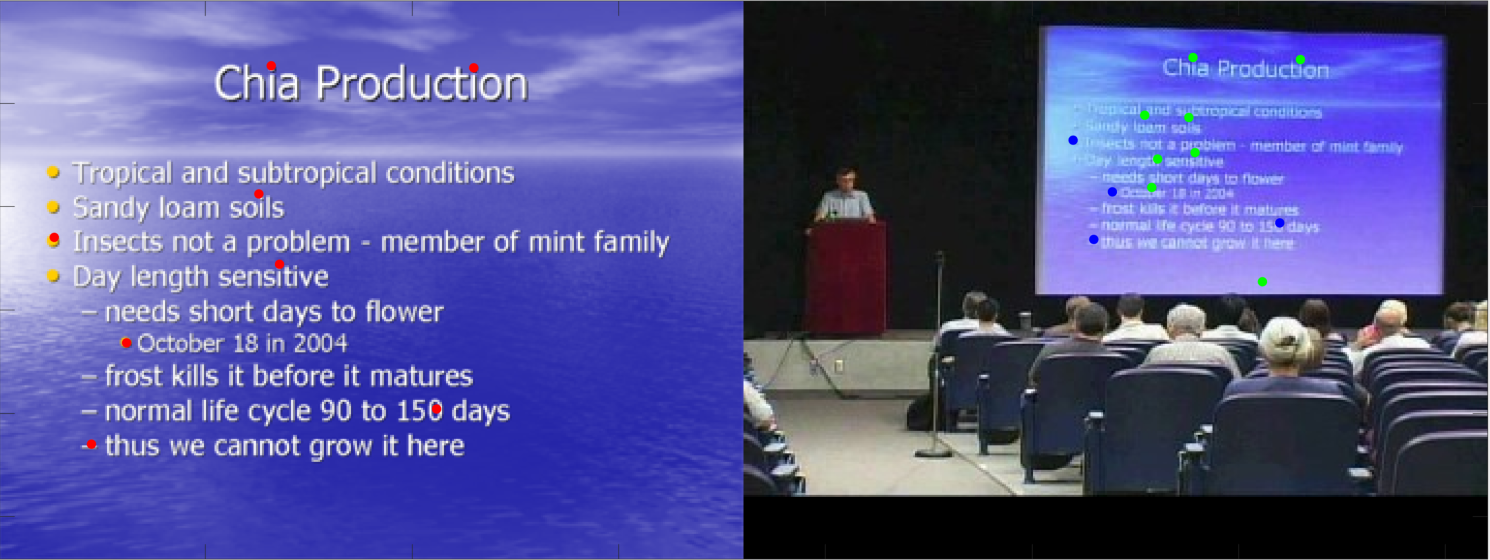 Chia Production
Tropical and subtropical conditions
Sandy loam soils
Insects not a problem - member of mint family
Day length sensitive
– needs short days to flower
October 18 in 2004
– frost kills it before it matures
– normal life cycle 90 to 150 days
– thus we cannot grow it here
Chia Production
Tropical and subtropical conditions
Sandy loam soils
Insects not a problem - member of mint family
Day length sensitive
– needs short days to flower
October 18 in 2004
– frost kills it before it matures
– normal life cycle 90 to 150 days
thus we cannot grow it here